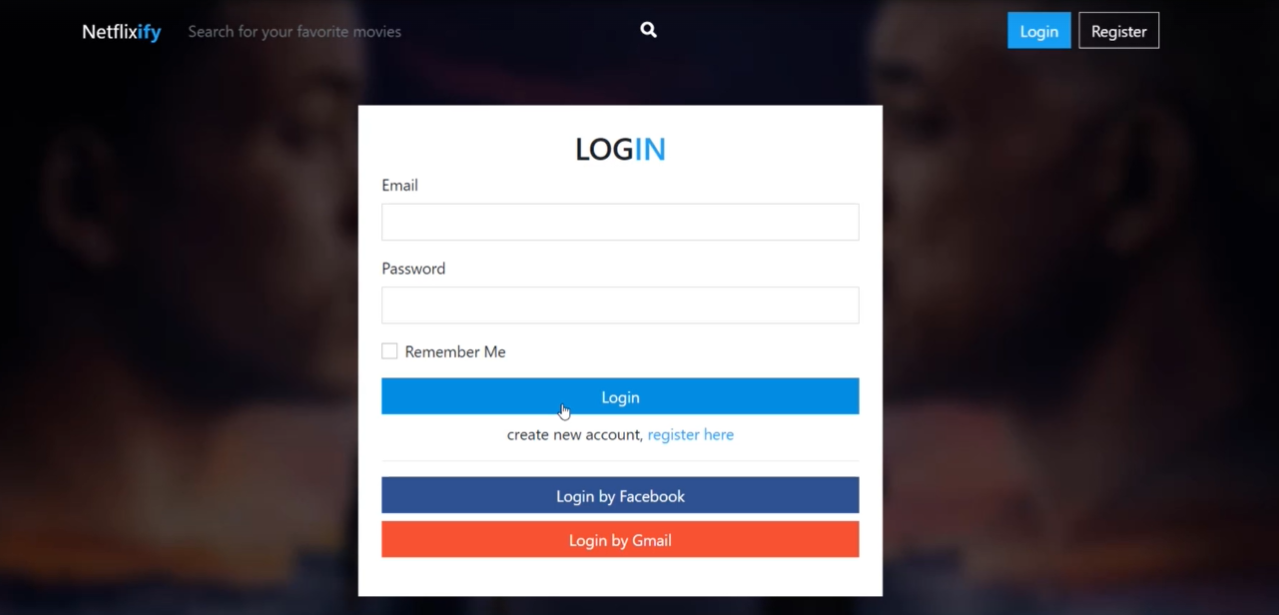 Netflixify Search for your favorite movies Login Register
LOGIN
Email
Password
Remember Me
Login
create new account, register here
Login by Facebook
Login by Gmail